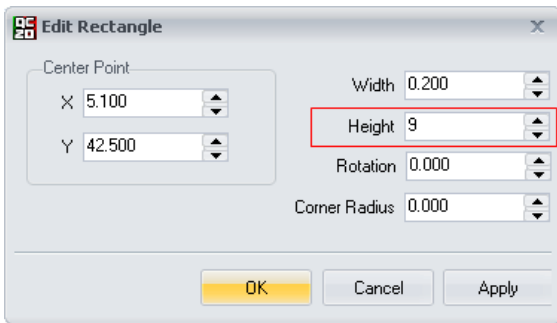 Edit Rectangle
Center Point
X 5.100
Y 42.500
Width 0.200
Height 9
Rotation 0.000
Corner Radius 0.000
OK Cancel Apply